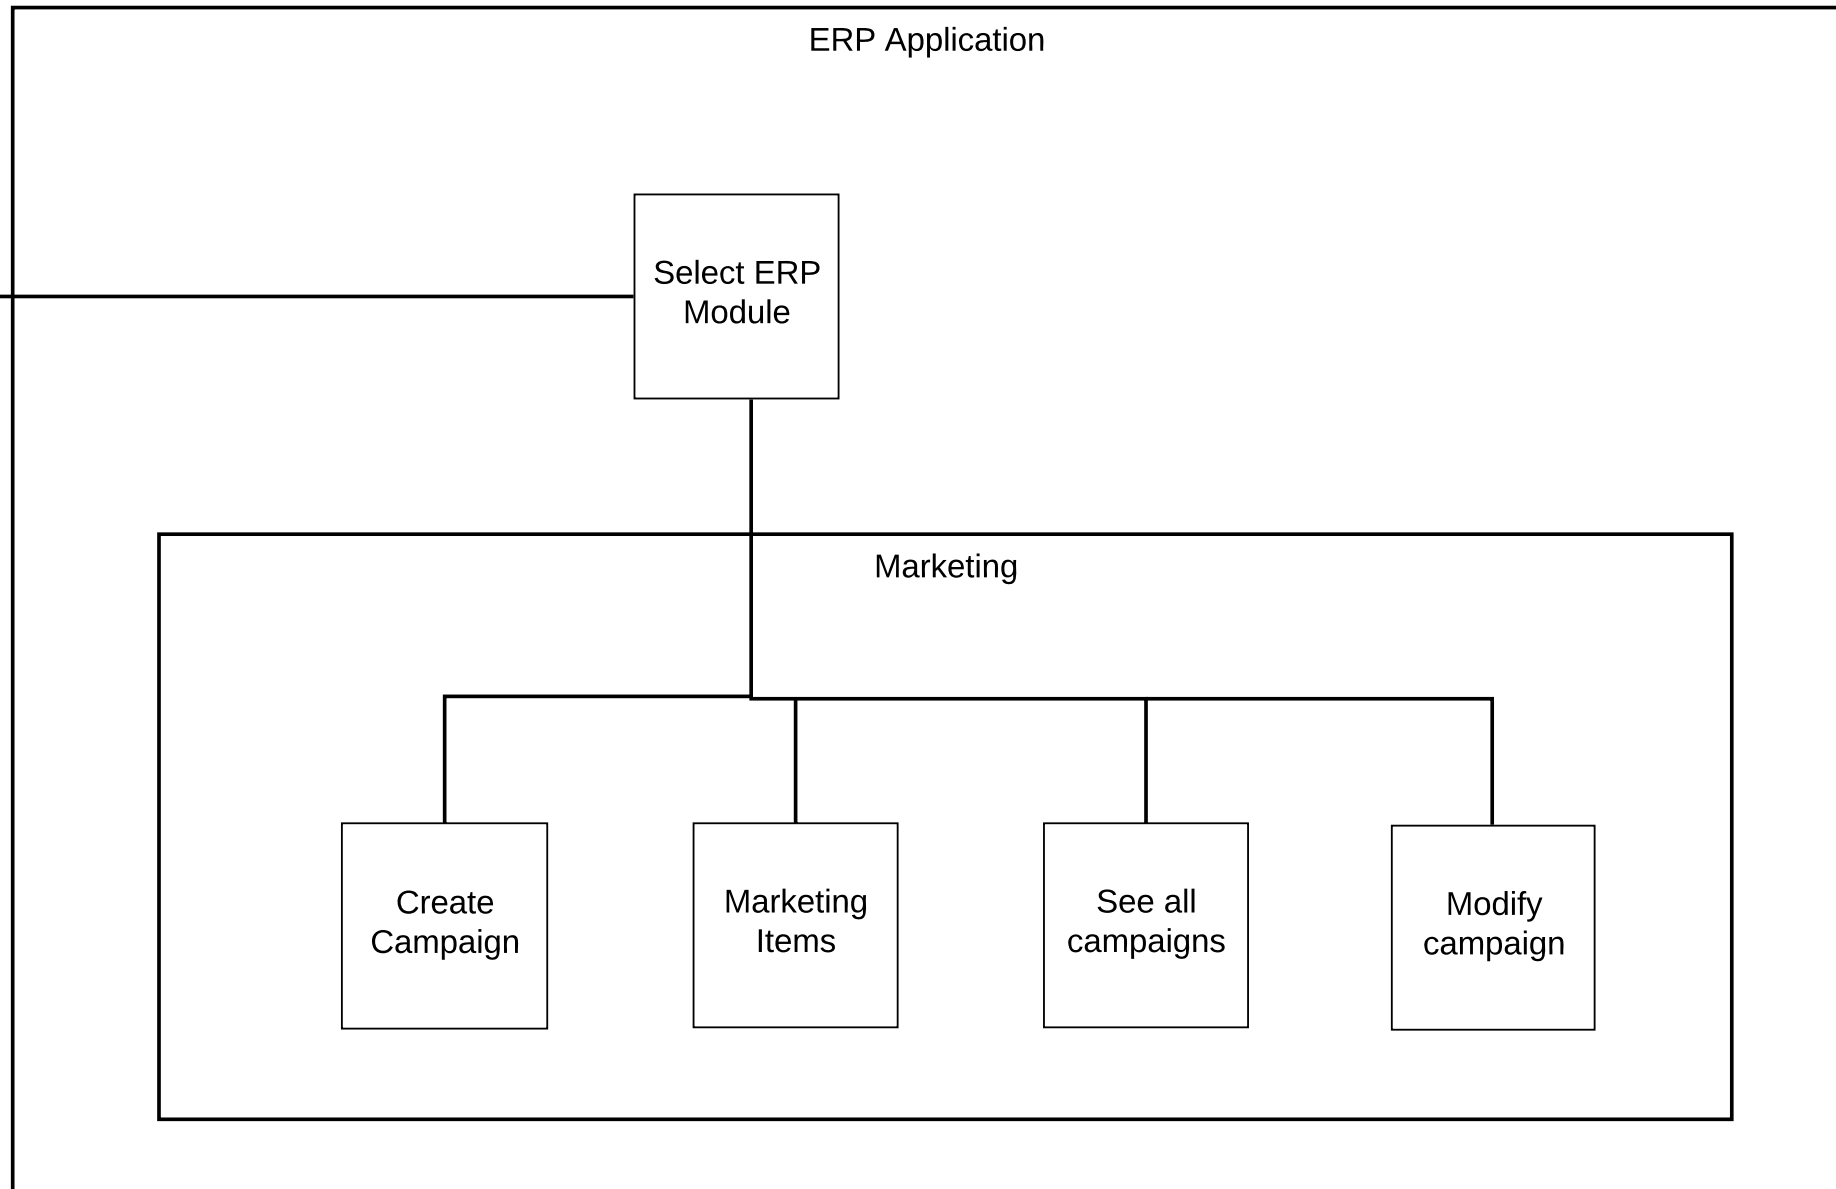 ERP Application
Select ERP
Module
Marketing
Create
Campaign
Marketing
Items
See all
campaigns
Modify
campaign